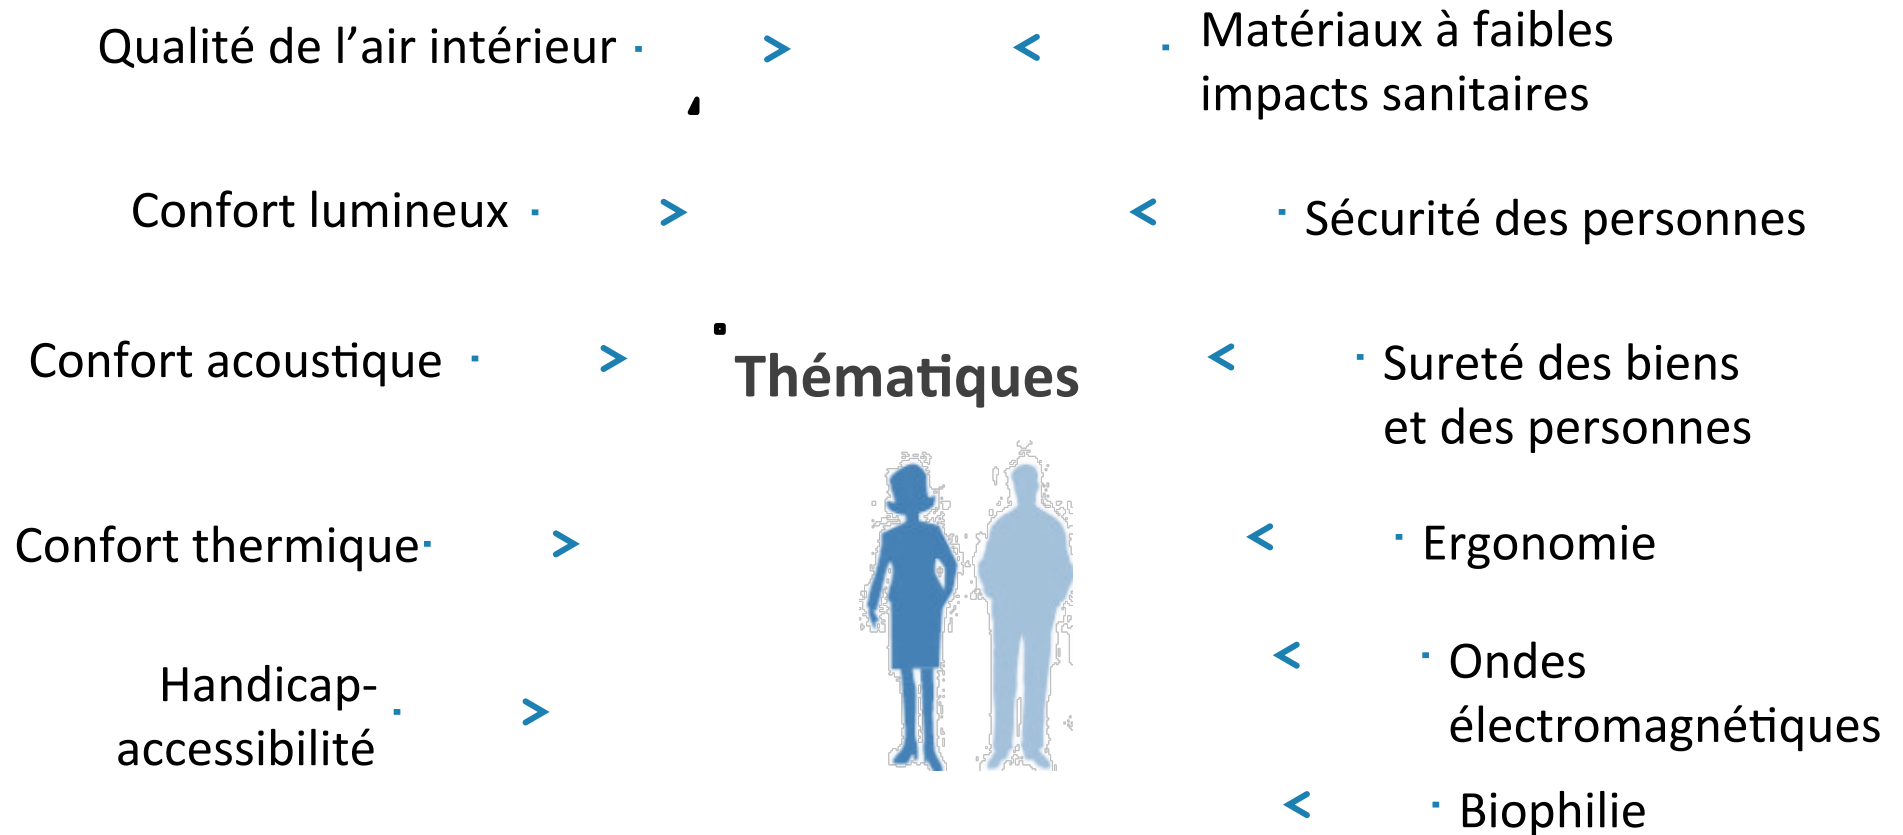 Qualité de l’air intérieur
Confort lumineux
Confort acoustique
Confort thermique
Handicap-
accessibilité
Thématiques
Matériaux à faibles
impacts sanitaires
Sécurité des personnes
Sureté des biens
et des personnes
Ergonomie
Ondes
électromagnétiques
Biophilie